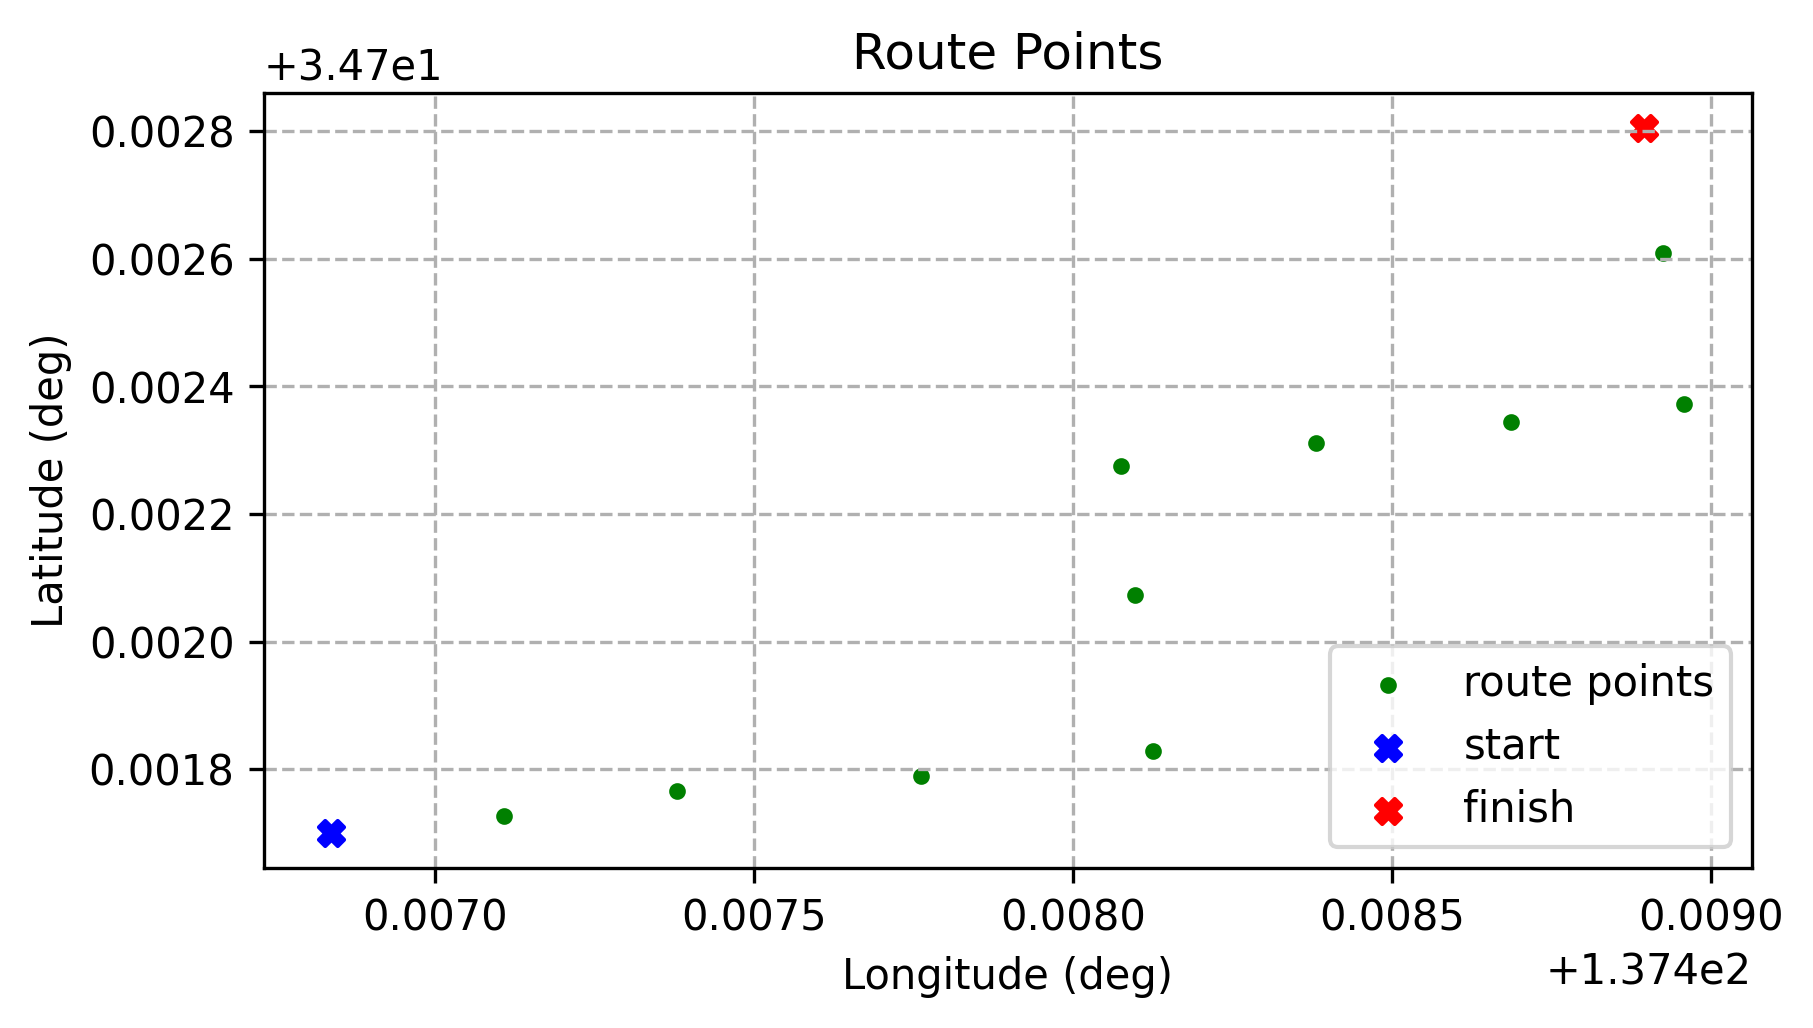 Route Points
+3.47e1
0.0028
0.0026
0.0024
0.0022
0.0020
0.0018
Latitude (deg)
route points
start
finish
0.0070 0.0075 0.0080 0.0085 0.0090
Longitude (deg)
+1.374e2